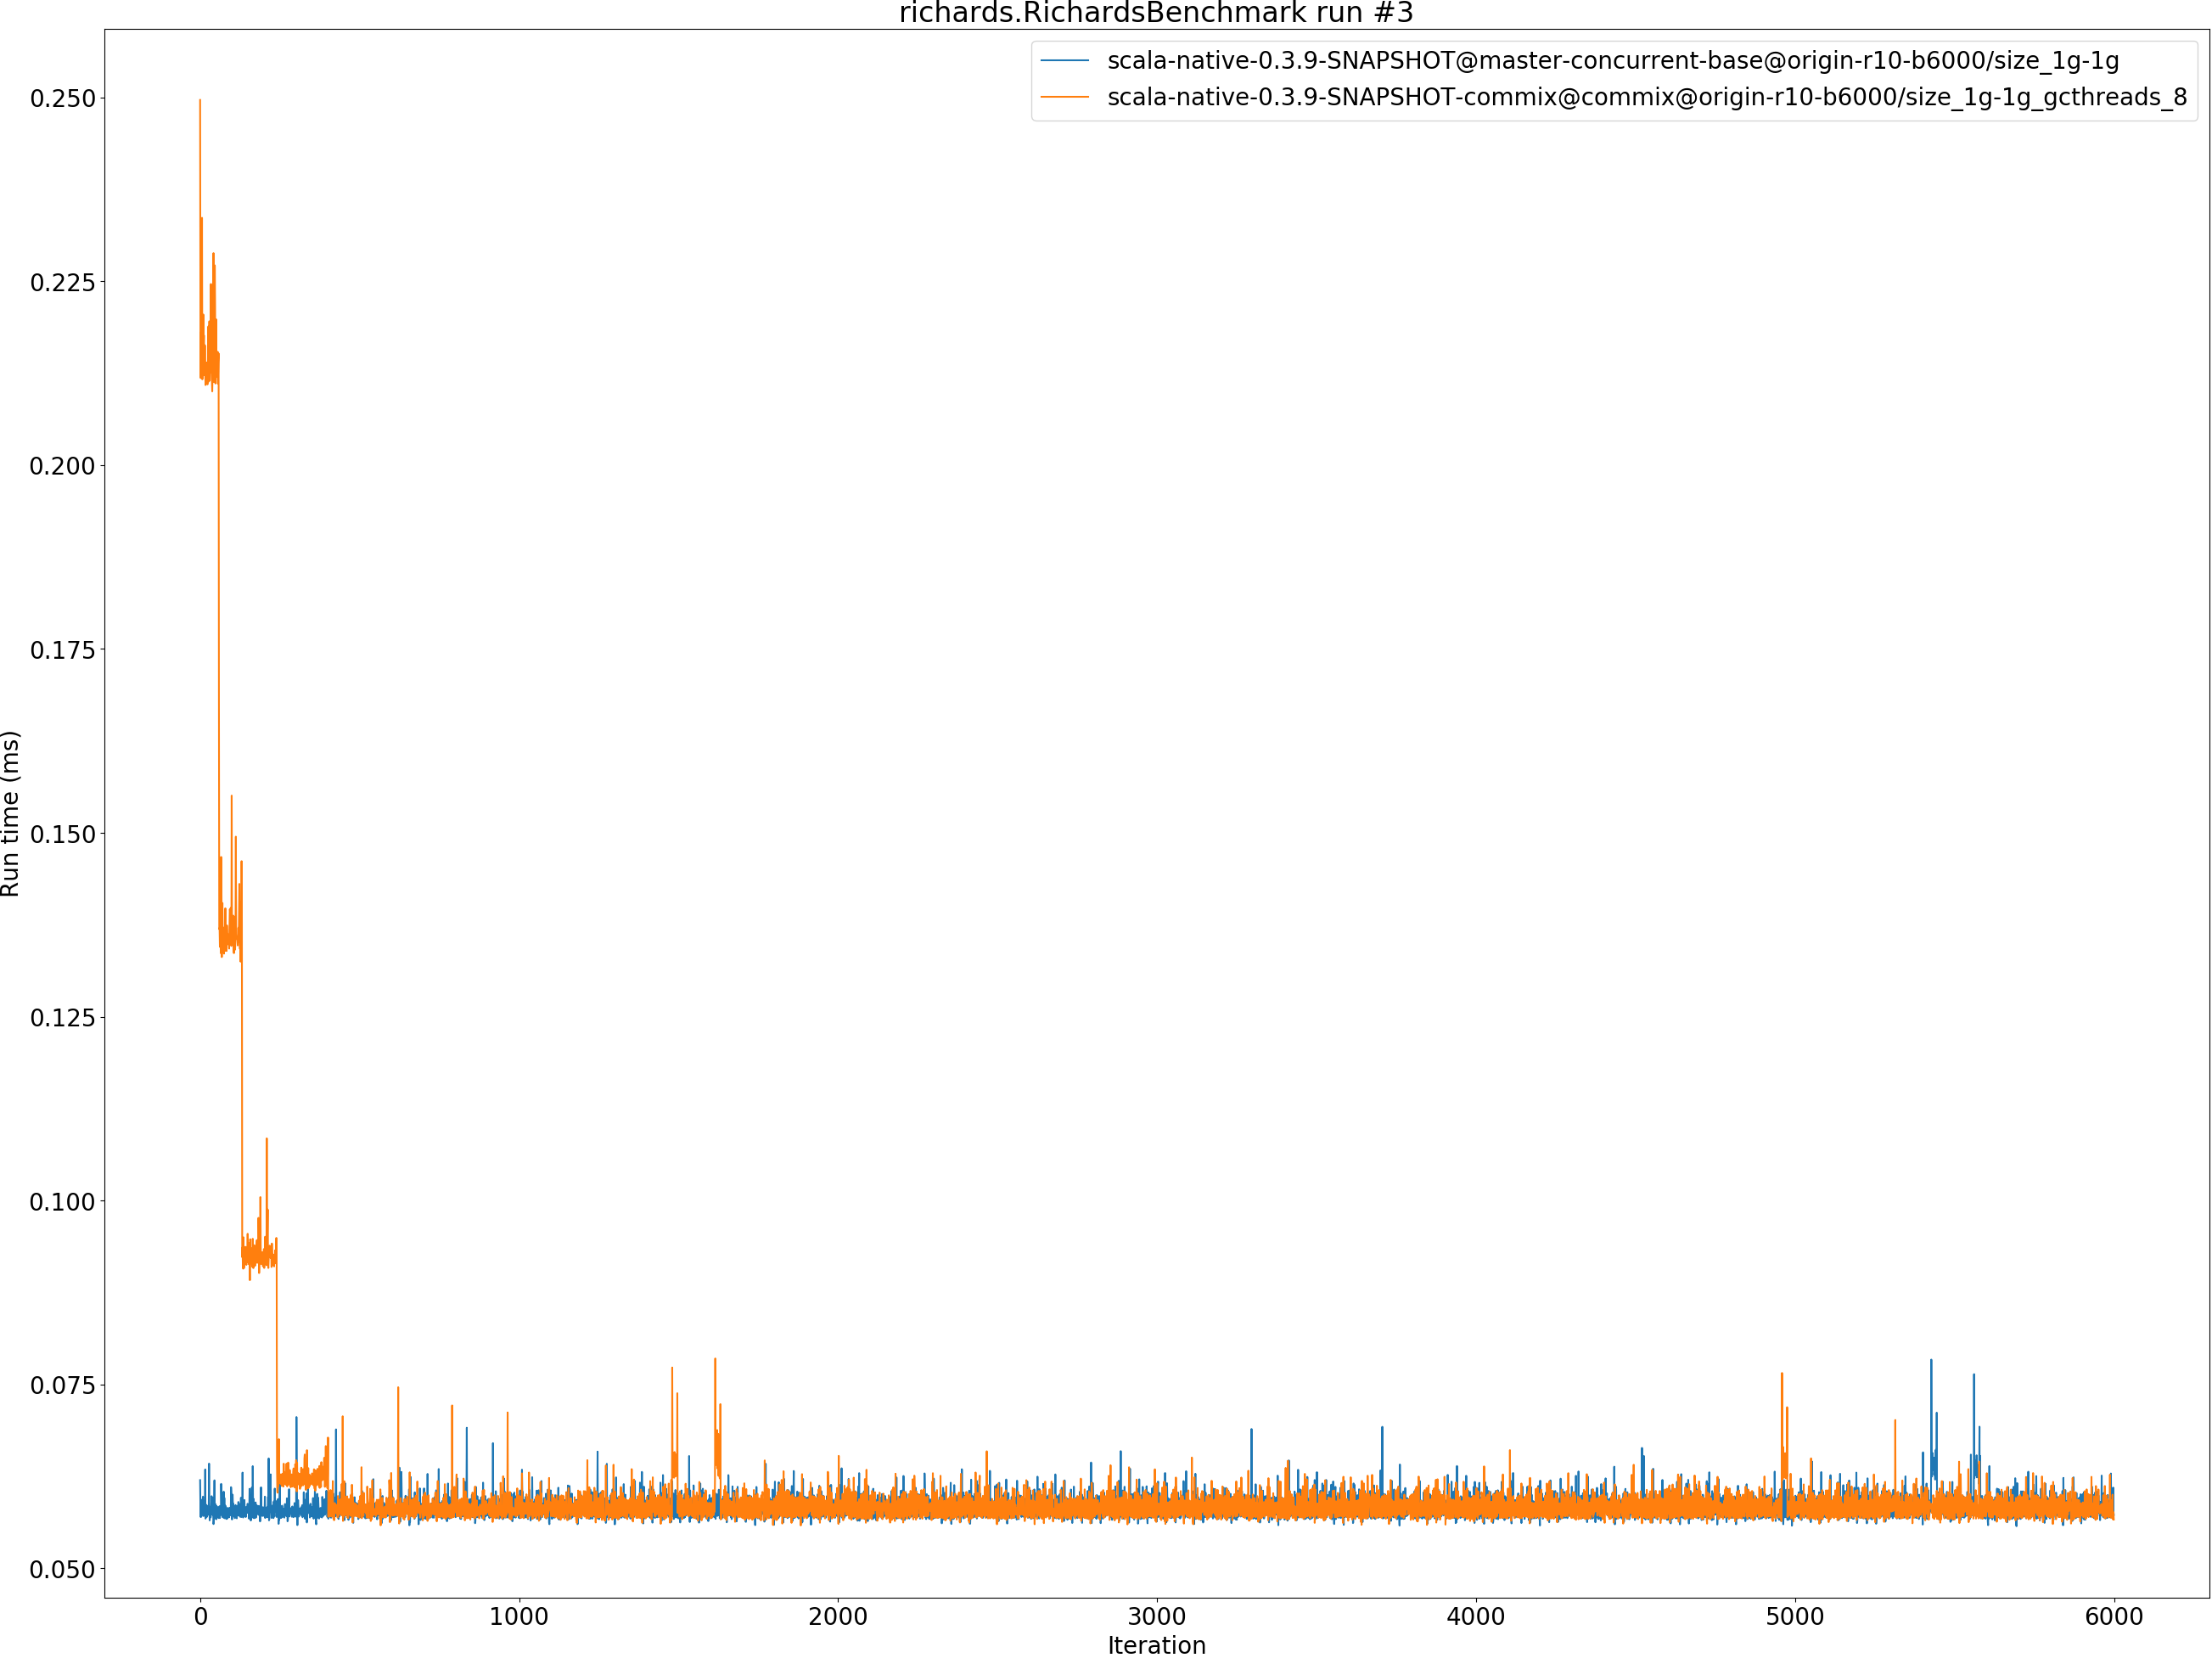 richards.RichardsBenchmark run #3
scala-native-0.3.9-SNAPSHOT@master-concurrent-base@origin-r10-b6000/size_1g-1g
scala-native-0.3.9-SNAPSHOT-commix@commix@origin-r10-b6000/size_1g-1g_gcthreads_8
0.250
0.225
0.200
0.175
0.150
0.125
0.100
0.075
0.050
Run time (ms)
0 1000 2000 3000 4000 5000 6000
Iteration